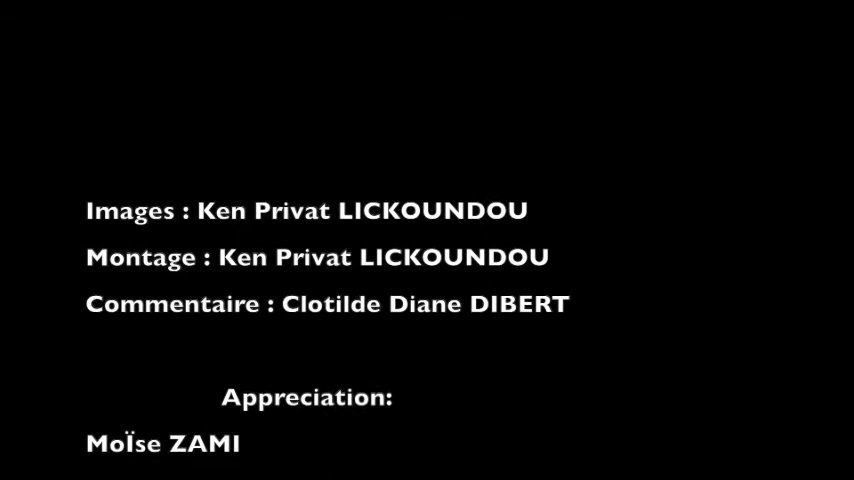 Images : Ken Privat LICKOUNDOU
Montage : Ken Privat LICKOUNDOU
Commentaire : Clotilde Diane DIBERT
Appreciation:
MoÏse ZAMI